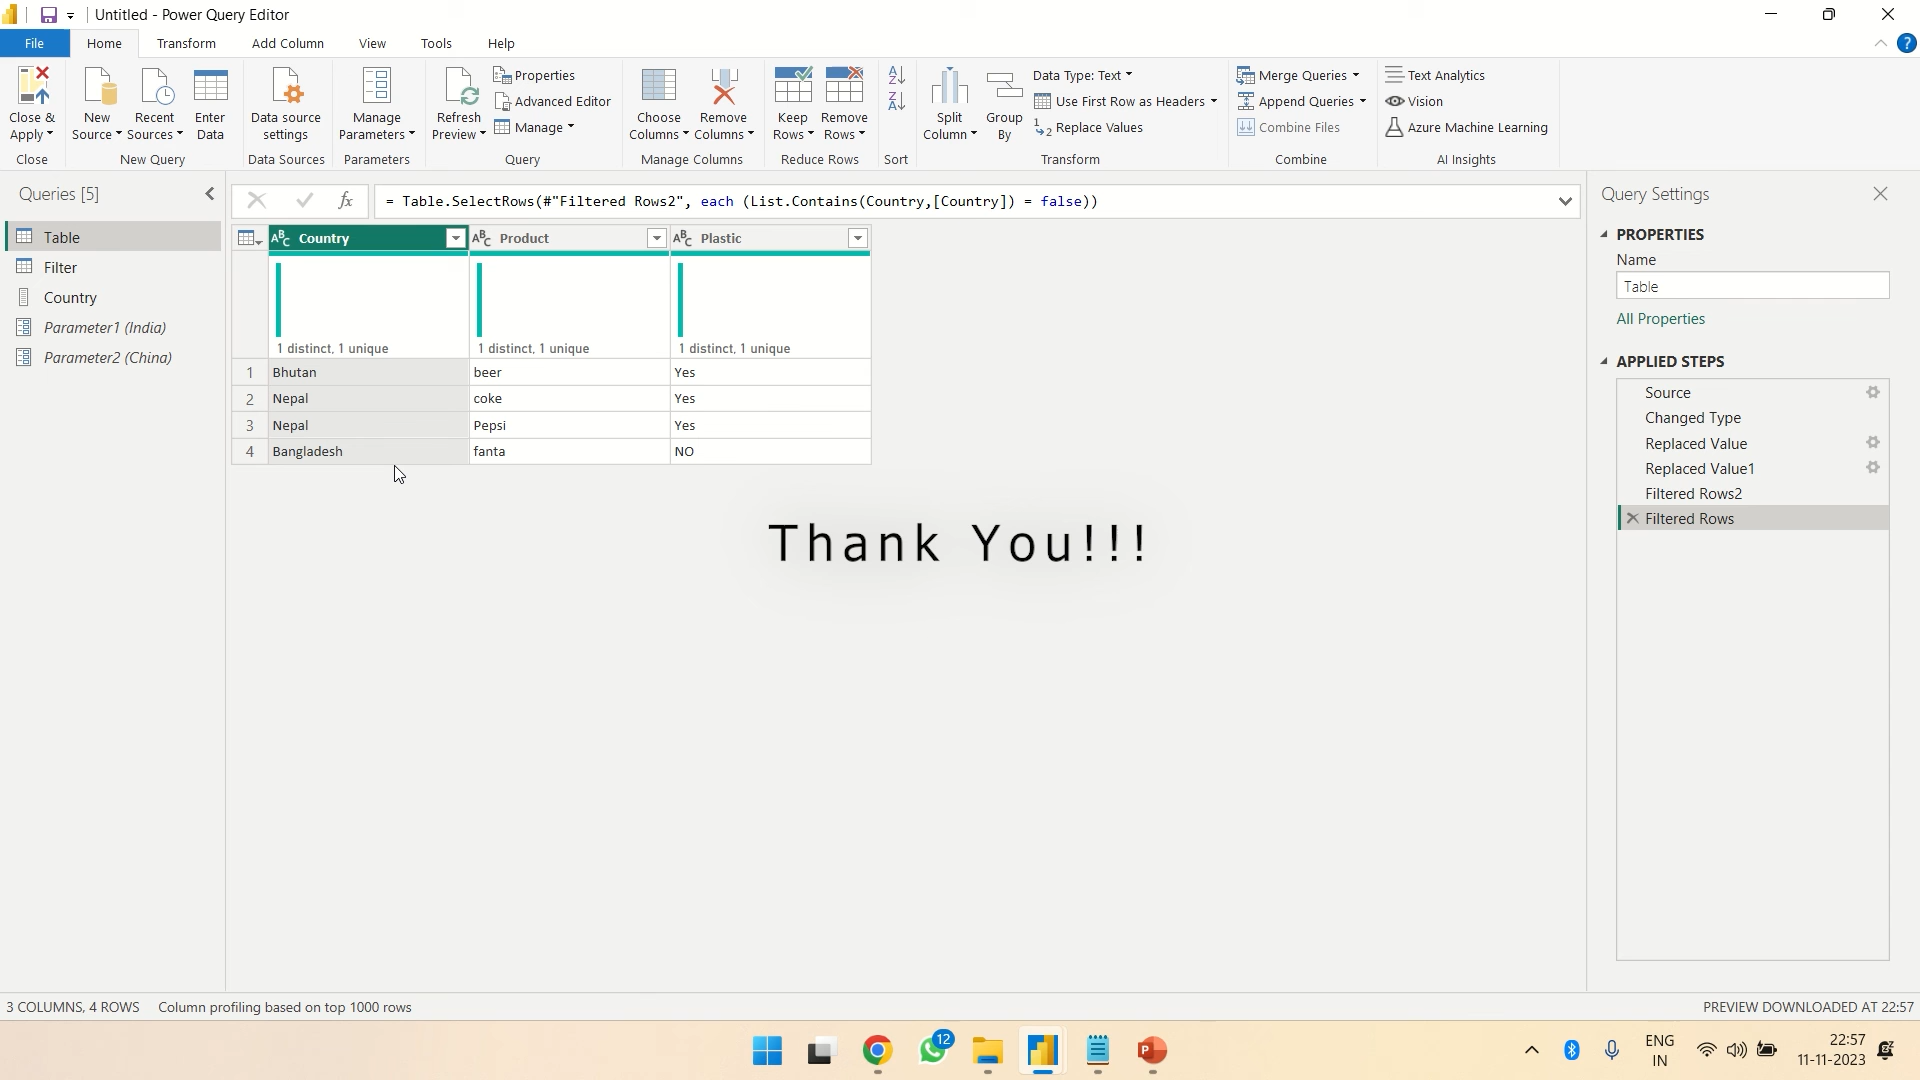 Untitled - Power Query Editor
File Home Transform Add Column View Tools Help
Close & Apply
New Source
Recent Sources
Enter Data
Data source settings
Manage Parameters
Refresh Preview
Properties
Advanced Editor
Manage
Choose Columns
Remove Columns
Keep Rows
Remove Rows
Split Column
Group By
Data Type: Text
Use First Row as Headers
Replace Values
Merge Queries
Append Queries
Combine Files
Text Analytics
Vision
Azure Machine Learning
Close New Query Data Sources Parameters Query Manage Columns Reduce Rows Sort Transform Combine AI Insights
Queries [5]
Table
Filter
Country
Parameter1 (India)
Parameter2 (China)
= Table.SelectRows(#"Filtered Rows2", each (List.Contains(Country,[Country]) = false))
Country Product Plastic
1 distinct, 1 unique 1 distinct, 1 unique 1 distinct, 1 unique
1 Bhutan beer Yes
2 Nepal coke Yes
3 Nepal Pepsi Yes
4 Bangladesh fanta NO
Thank You!!!
Query Settings
PROPERTIES
Name
Table
All Properties
APPLIED STEPS
Source
Changed Type
Replaced Value
Replaced Value1
Filtered Rows2
Filtered Rows
3 COLUMNS, 4 ROWS Column profiling based on top 1000 rows
PREVIEW DOWNLOADED AT 22:57
12
ENG
IN
22:57
11-11-2023